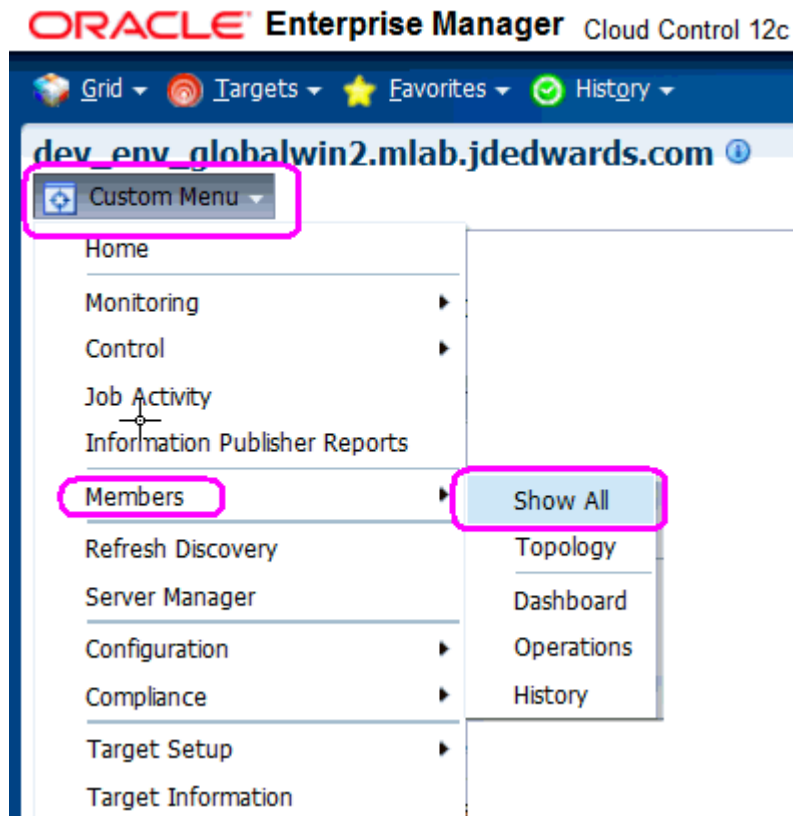 ORACLE Enterprise Manager Cloud Control 12c
Grid Targets Favorites History
dev_env_globalwin2.mlab.jdedwards.com
Custom Menu
Home
Monitoring
Control
Job Activity
Information Publisher Reports
Members
Show All
Topology
Dashboard
Operations
History
Refresh Discovery
Server Manager
Configuration
Compliance
Target Setup
Target Information